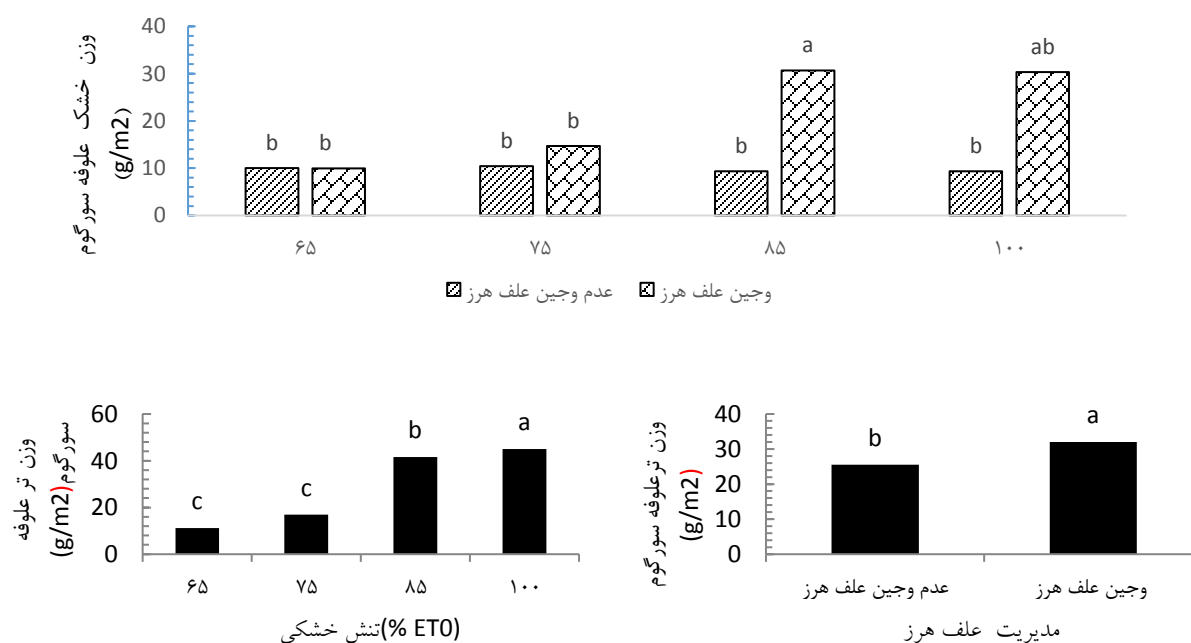 وزن خشک علوفه سورگوم
(g/m2)
40
30
20
10
0
b b b b b a b ab
۶۵ ۷۵ ۸۵ ۱۰۰
عدم وجین علف هرز وجین علف هرز
وزن تر علوفه
سورگوم(g/m2)
60
40
20
0
c c b a
۶۵ ۷۵ ۸۵ ۱۰۰
تنش خشکی(% ET0)
وزن ترعلوفه سورگوم
(g/m2)
40
30
20
10
0
b a
عدم وجین علف هرز وجین علف هرز
مدیریت علف هرز